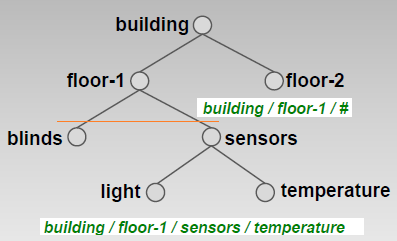 building
floor-1 floor-2
building / floor-1 / #
blinds sensors
light temperature
building / floor-1 / sensors / temperature